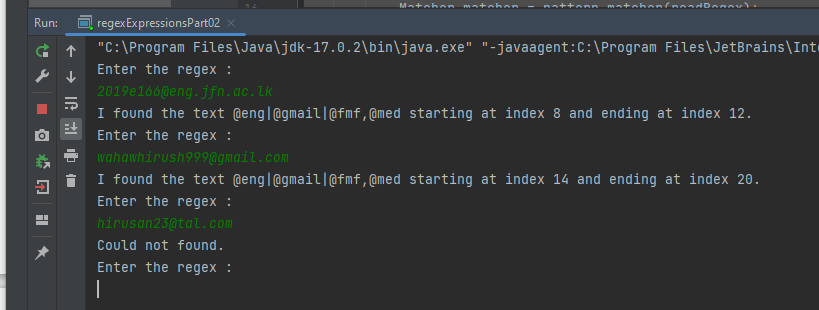 Matcher matcher = pattern.matcher(readRegex);
Run: regexExpressionsPart02
"C:\Program Files\Java\jdk-17.0.2\bin\java.exe" "-javaagent:C:\Program Files\JetBrains\Inte
Enter the regex :
2019e166@eng.jfn.ac.lk
I found the text @eng|@gmail|@fmf,@med starting at index 8 and ending at index 12.
Enter the regex :
wahawhirush999@gmail.com
I found the text @eng|@gmail|@fmf,@med starting at index 14 and ending at index 20.
Enter the regex :
hirusan23@tal.com
Could not found.
Enter the regex :